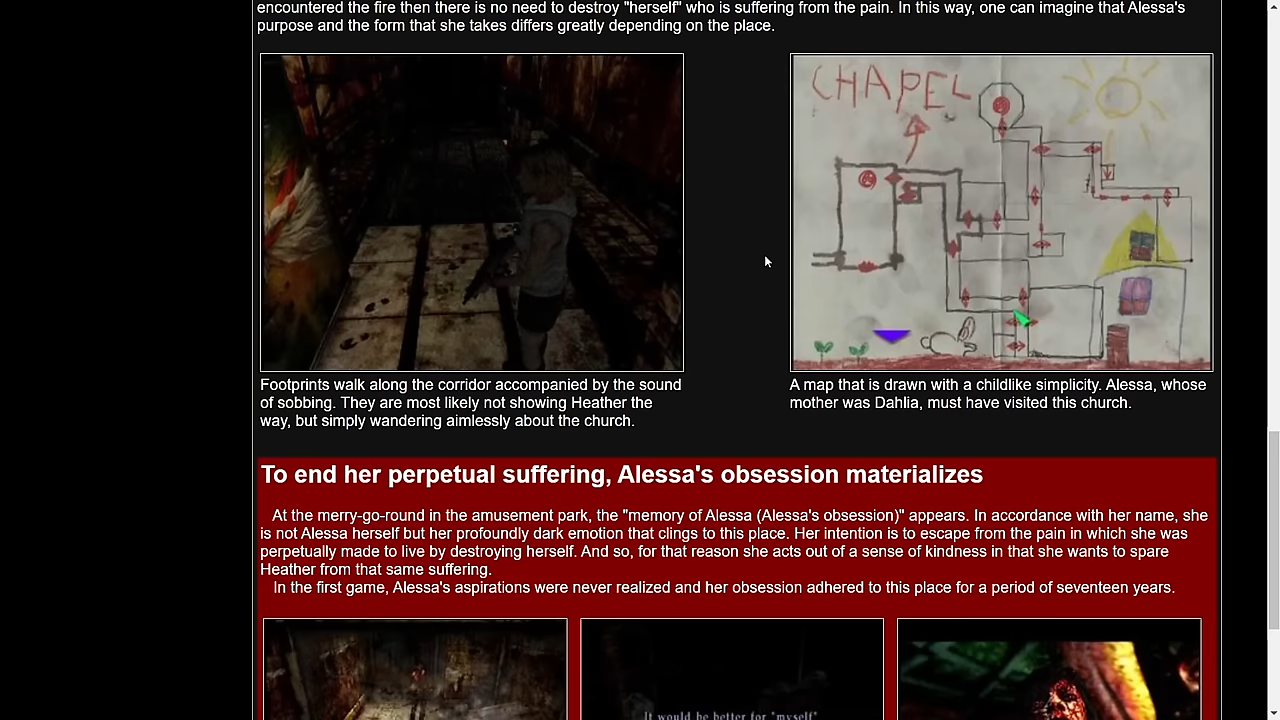 encountered the fire then there is no need to destroy "herself" who is suffering from the pain. In this way, one can imagine that Alessa's
purpose and the form that she takes differs greatly depending on the place.
CHAPEL
Footprints walk along the corridor accompanied by the sound
of sobbing. They are most likely not showing Heather the
way, but simply wandering aimlessly about the church.
A map that is drawn with a childlike simplicity. Alessa, whose
mother was Dahlia, must have visited this church.
To end her perpetual suffering, Alessa's obsession materializes
At the merry-go-round in the amusement park, the "memory of Alessa (Alessa's obsession)" appears. In accordance with her name, she
is not Alessa herself but her profoundly dark emotion that clings to this place. Her intention is to escape from the pain in which she was
perpetually made to live by destroying herself. And so, for that reason she acts out of a sense of kindness in that she wants to spare
Heather from that same suffering.
In the first game, Alessa's aspirations were never realized and her obsession adhered to this place for a period of seventeen years.
It would be better for "myself"